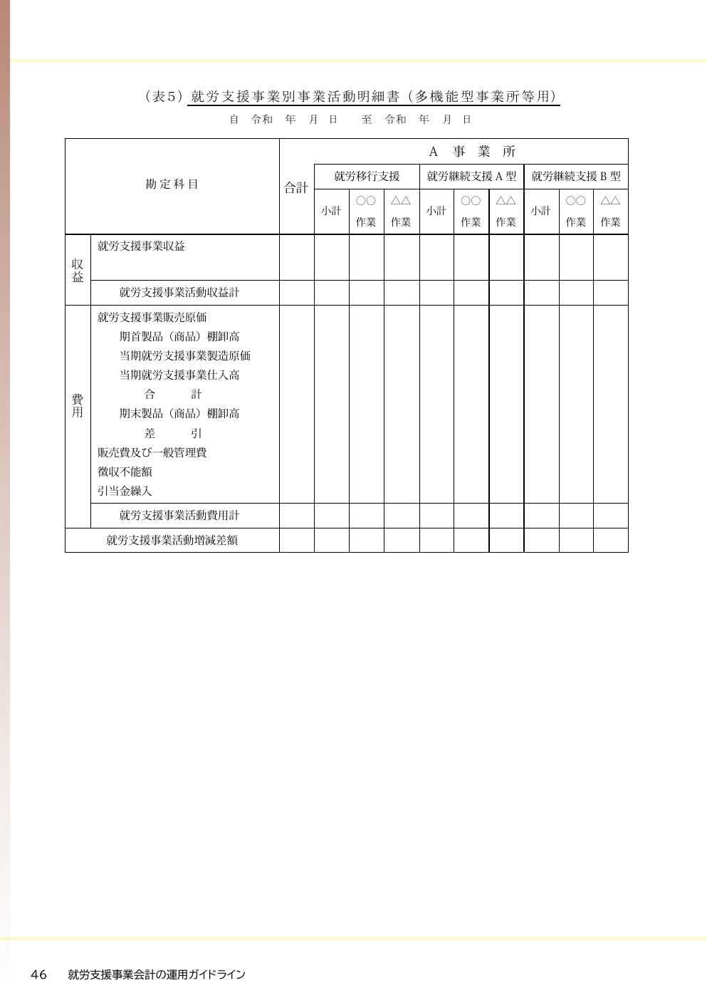 （表５）就労支援事業別事業活動明細書（多機能型事業所等用）
自　令和　年　月　日　　至　令和　年　月　日
勘定科目
合計
A　事　業　所
就労移行支援
就労継続支援 A 型
就労継続支援 B 型
小計
○○
作業
△△
作業
小計
○○
作業
△△
作業
小計
○○
作業
△△
作業
収益
就労支援事業収益
就労支援事業活動収益計
費用
就労支援事業販売原価
期首製品（商品）棚卸高
当期就労支援事業製造原価
当期就労支援事業仕入高
合　　　計
期末製品（商品）棚卸高
差　　　引
販売費及び一般管理費
徴収不能額
引当金繰入
就労支援事業活動費用計
就労支援事業活動増減差額
46　就労支援事業会計の運用ガイドライン